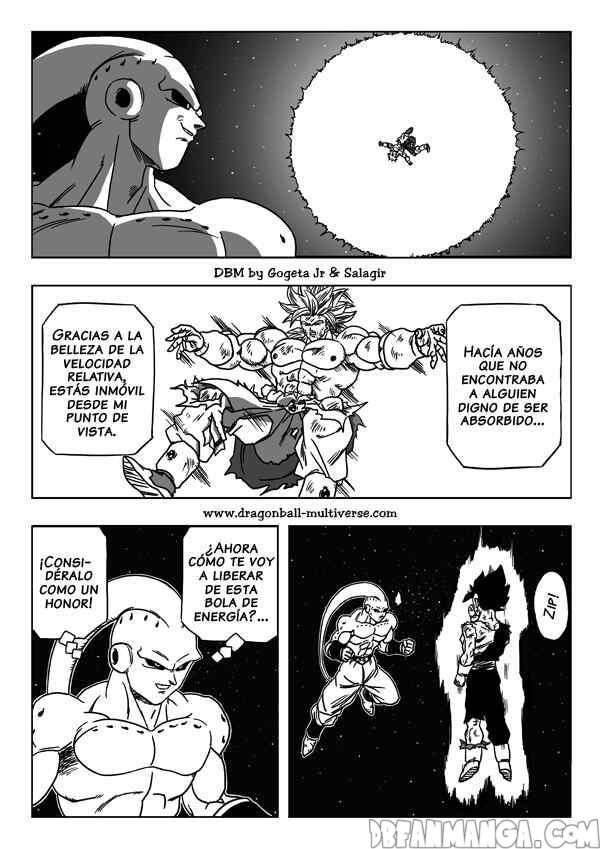 DBM by Gogeta Jr & Salagir
GRACIAS A LA
BELLEZA DE LA
VELOCIDAD
RELATIVA,
ESTÁS INMÓVIL
DESDE MI
PUNTO DE
VISTA.
HACÍA AÑOS
QUE NO
ENCONTRABA
A ALGUIEN
DIGNO DE SER
ABSORBIDO...
www.dragonball-multiverse.com
¡CONSI-
DÉRALO
COMO UN
HONOR!
¿AHORA
CÓMO TE VOY
A LIBERAR
DE ESTA
BOLA DE
ENERGÍA?...
ZIP!
DBFANMANGA.COM